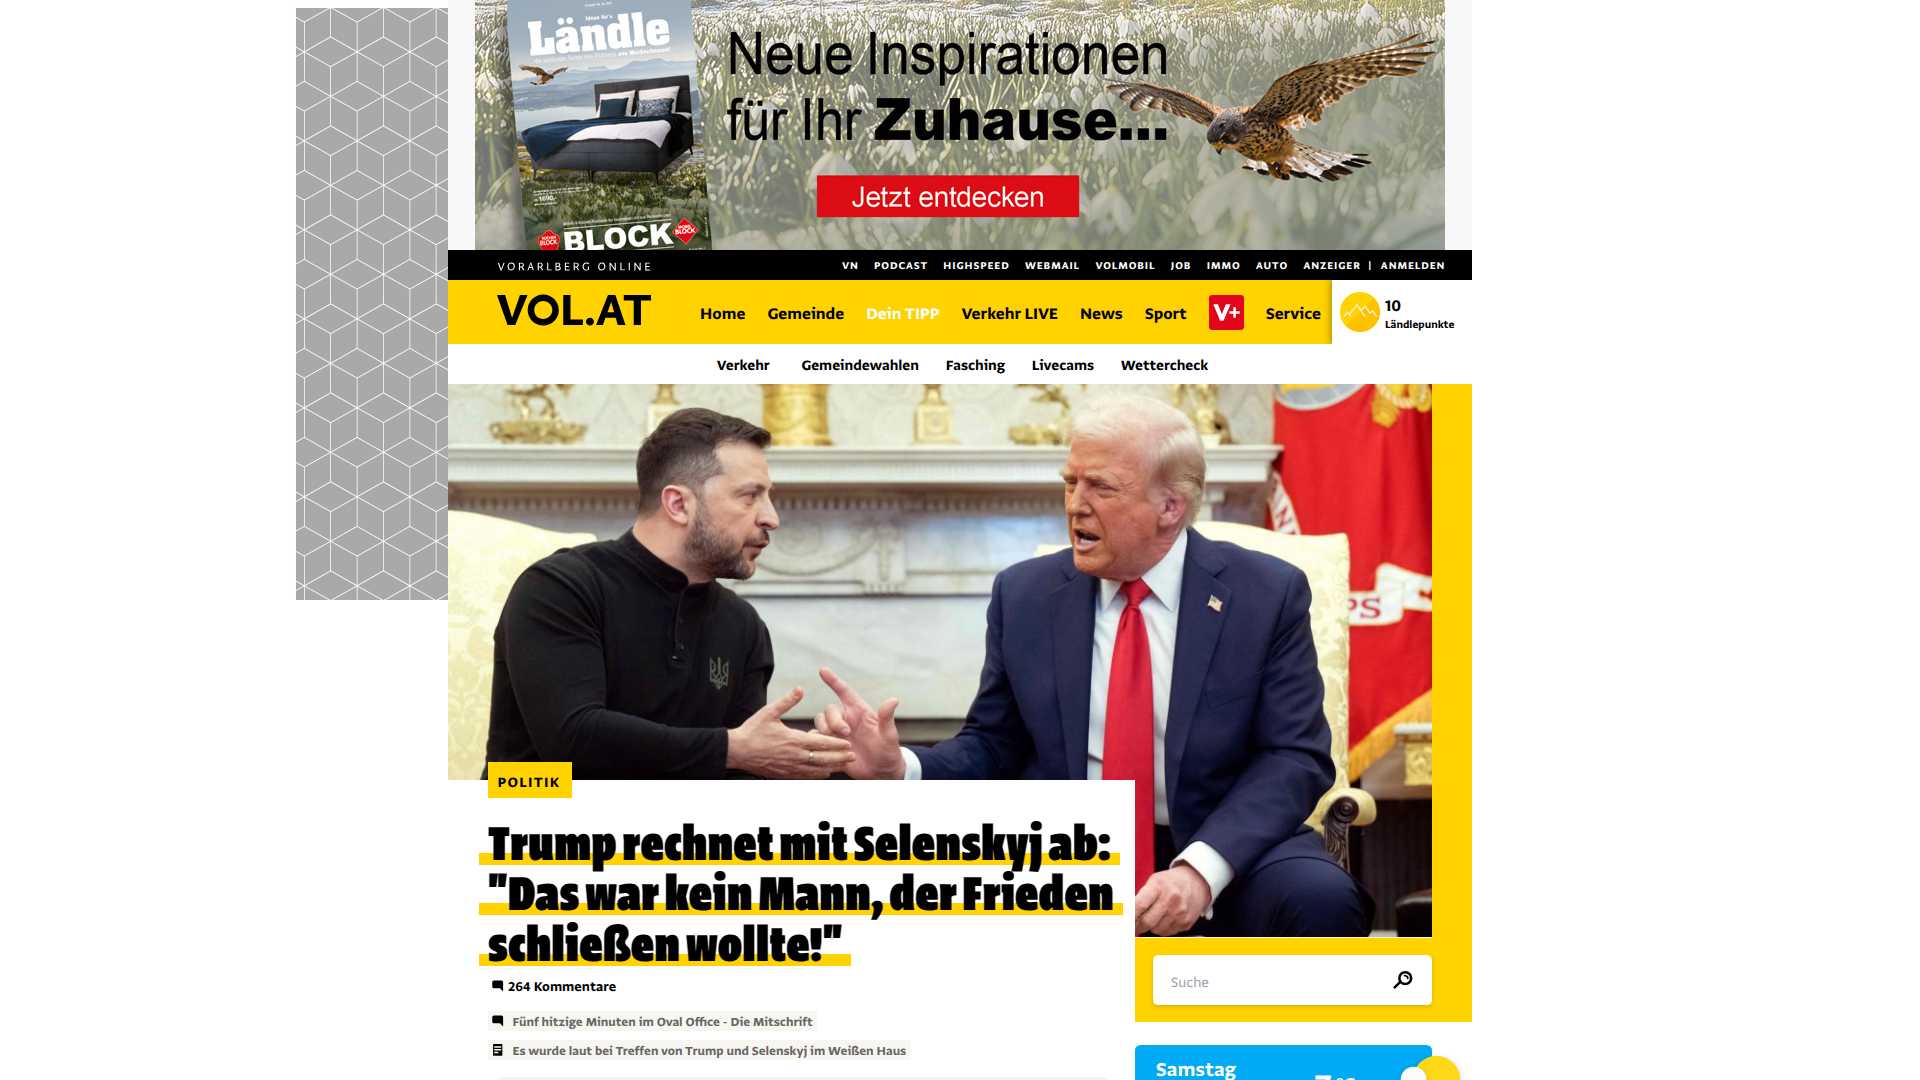 Ländle
Neue Inspirationen
für Ihr Zuhause...
Jetzt entdecken
BLOCK
VORARLBERG ONLINE
VN PODCAST HIGHSPEED WEBMAIL VOLMOBIL JOB IMMO AUTO ANZEIGER | ANMELDEN
VOL.AT
Home Gemeinde Dein TIPP Verkehr LIVE News Sport V+ Service
10
Ländlepunkte
Verkehr Gemeindewahlen Fasching Livecams Wettercheck
PS
POLITIK
Trump rechnet mit Selenskyj ab:
"Das war kein Mann, der Frieden
schließen wollte!"
264 Kommentare
Fünf hitzige Minuten im Oval Office - Die Mitschrift
Es wurde laut bei Treffen von Trump und Selenskyj im Weißen Haus
Suche
Samstag